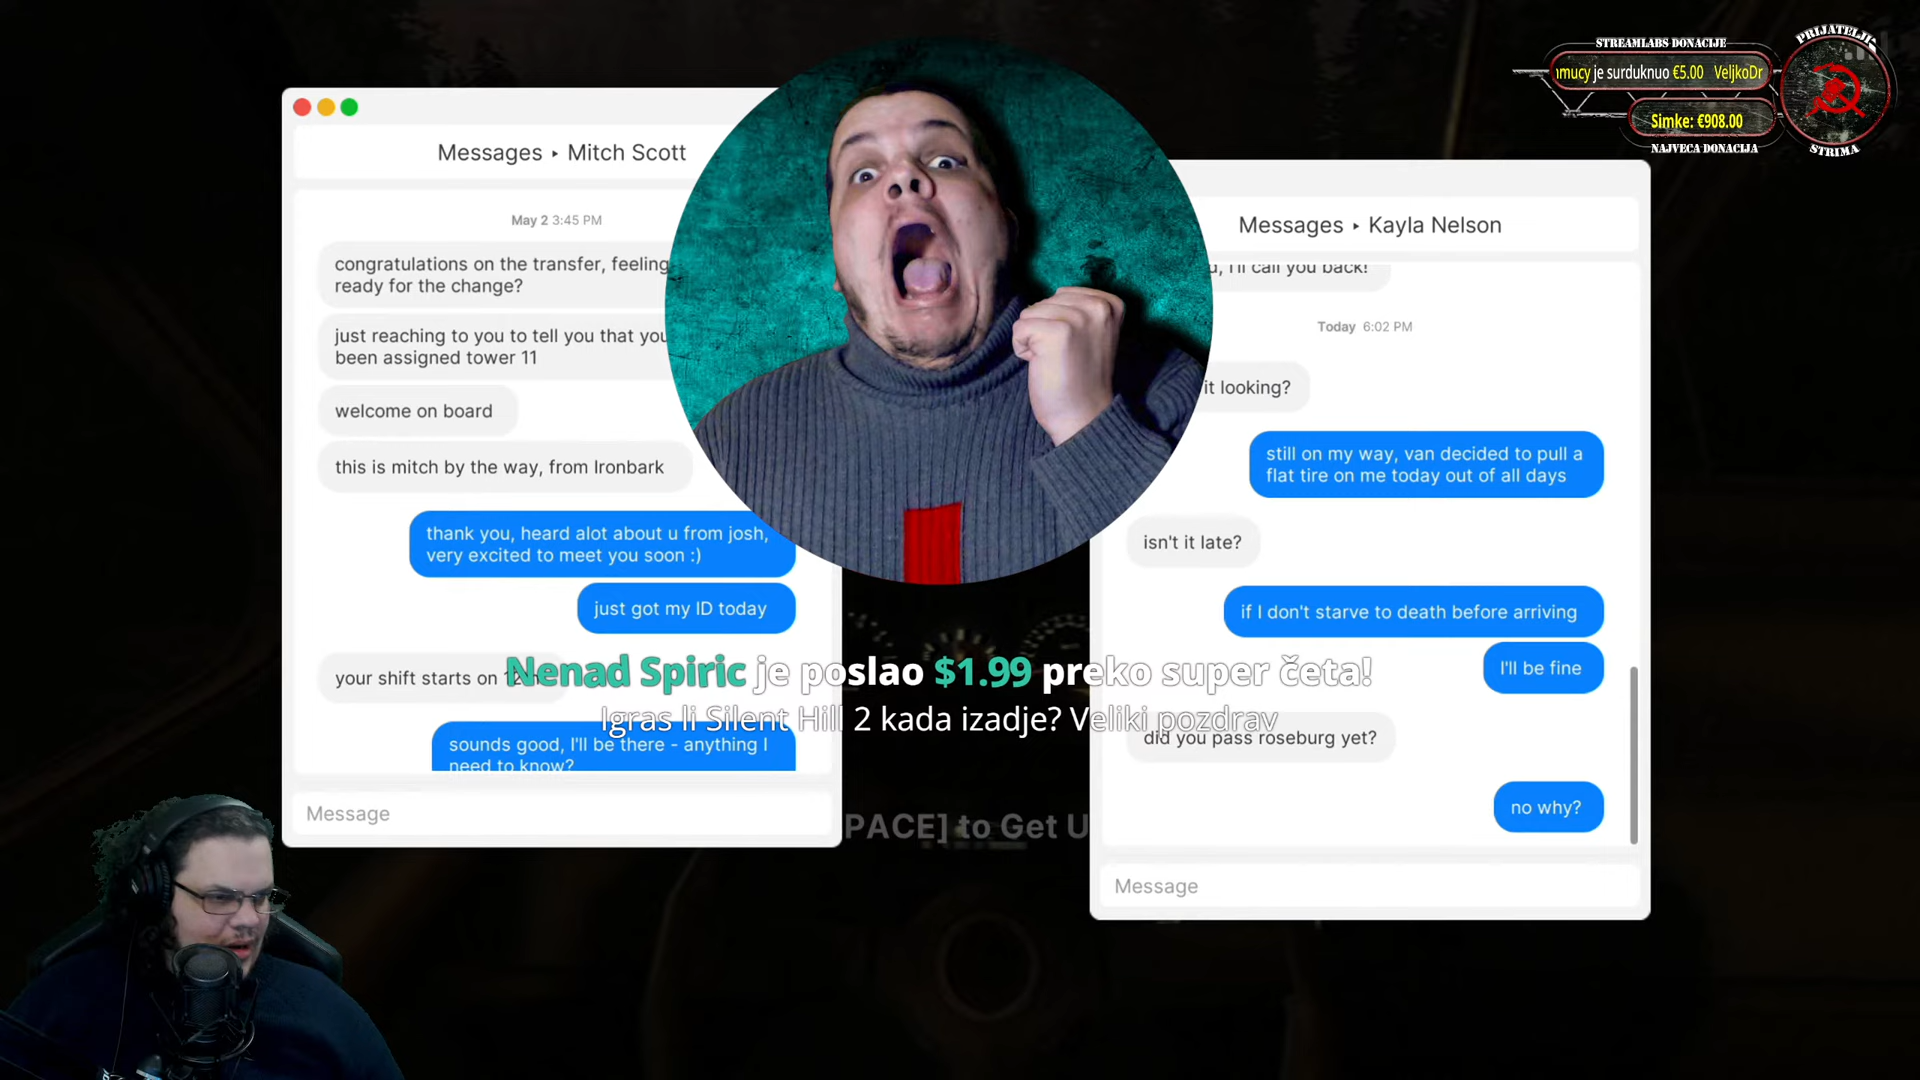 STREAMLABS DONACIJE
mucy je surduknuo €5.00 VeljkoDr
Simke: €908.00
NAJVECA DONACIJA
PRIJATELJI
STRIMA
Messages ▸ Mitch Scott
May 2 3:45 PM
congratulations on the transfer, feeling
ready for the change?
just reaching to you to tell you that you
been assigned tower 11
welcome on board
this is mitch by the way, from Ironbark
thank you, heard alot about u from josh,
very excited to meet you soon :)
just got my ID today
your shift starts on
sounds good, I'll be there - anything I
need to know?
Message
Messages ▸ Kayla Nelson
I'll call you back!
Today 6:02 PM
it looking?
still on my way, van decided to pull a
flat tire on me today out of all days
isn't it late?
if I don't starve to death before arriving
I'll be fine
did you pass roseburg yet?
no why?
Message
Nenad Spiric je poslao $1.99 preko super četa!
Igras li Silent Hill 2 kada izadje? Veliki pozdrav
PACE] to Get U